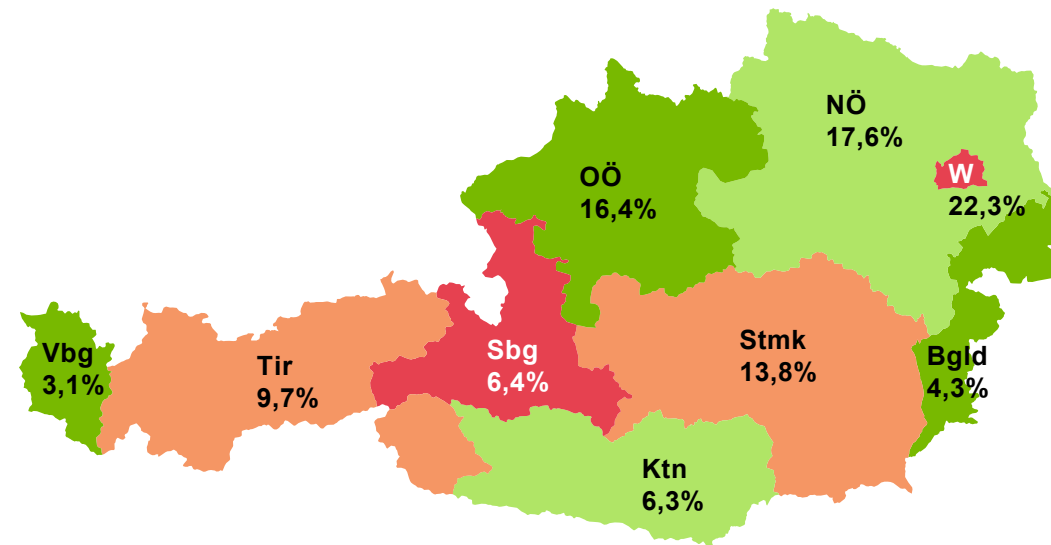 NÖ
17,6%
W
22,3%
OÖ
16,4%
Vbg
3,1%
Tir
9,7%
Sbg
6,4%
Stmk
13,8%
Bgld
4,3%
Ktn
6,3%